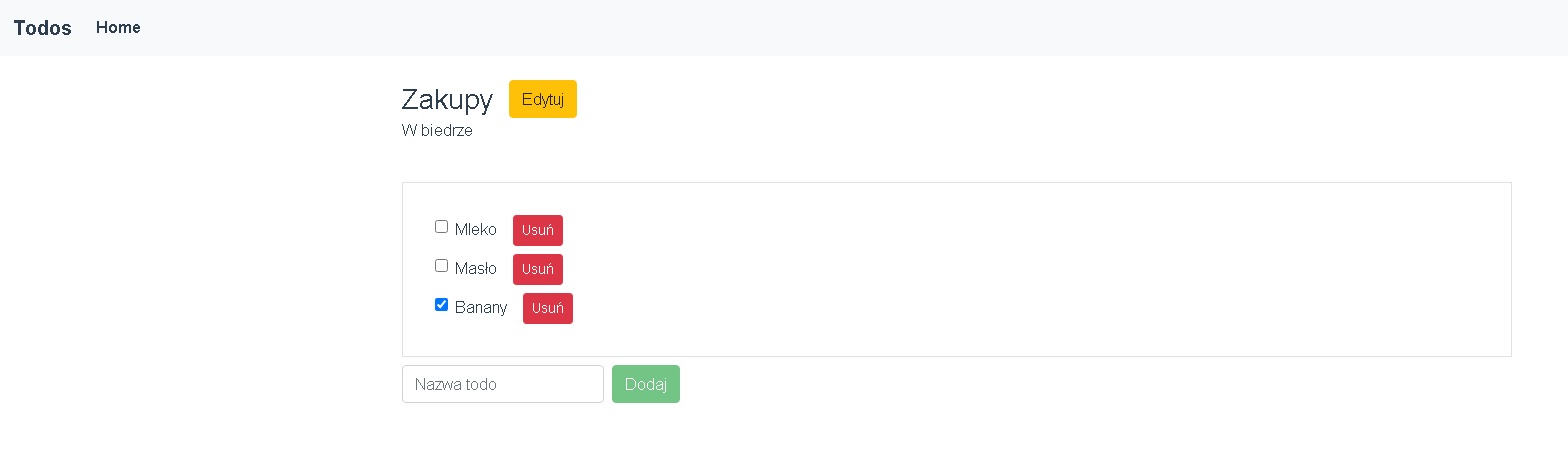 Todos Home
Zakupy Edytuj
W biedrze
Mleko Usuń
Masło Usuń
Banany Usuń
Nazwa todo Dodaj